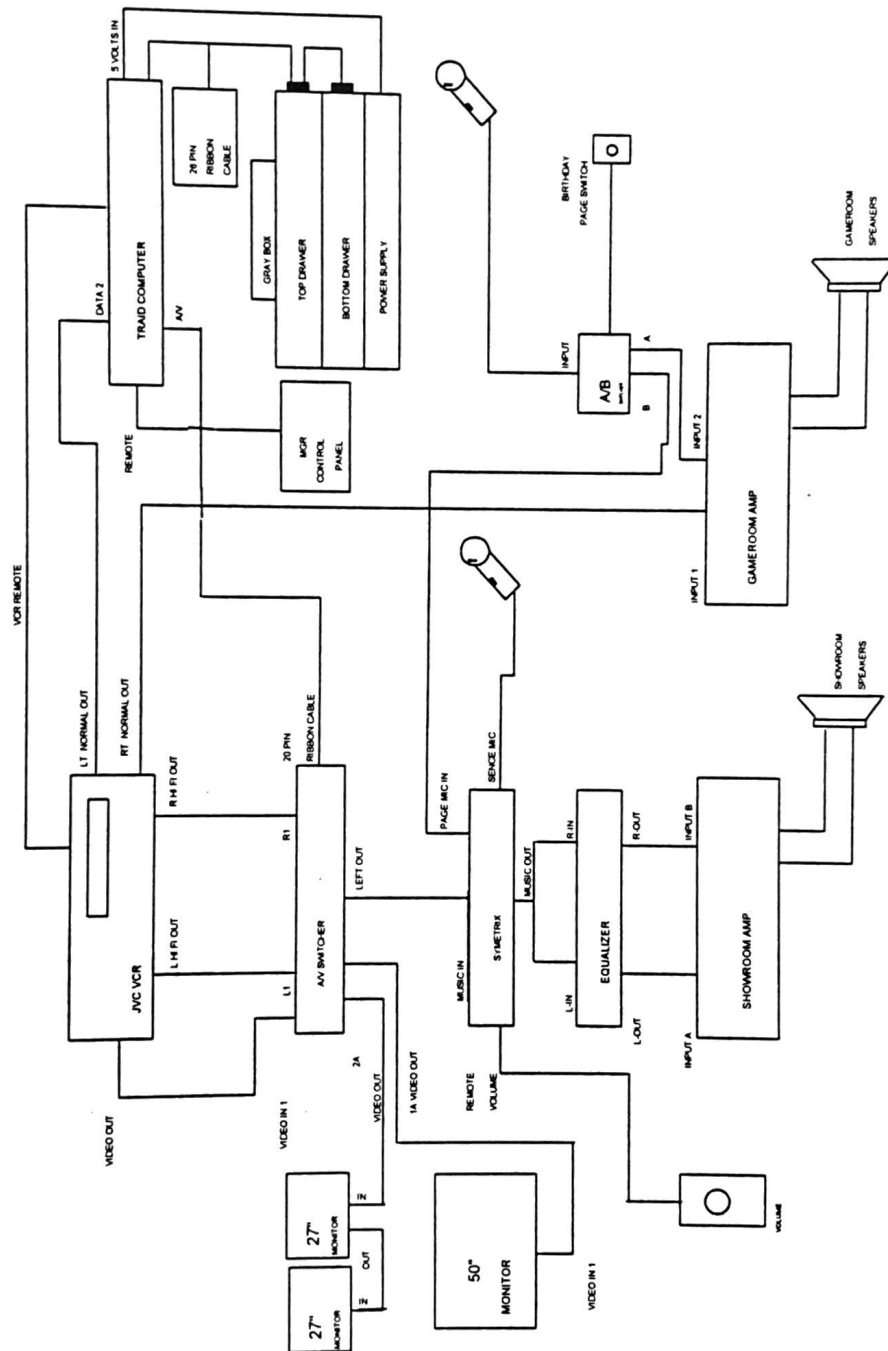 VCR REMOTE
5 VOLTS IN
DATA 2
TRAID COMPUTER
A/V
REMOTE
26 PIN
RIBBON
CABLE
GRAY BOX
TOP DRAWER
BOTTOM DRAWER
POWER SUPPLY
MGR
CONTROL
PANEL
LT NORMAL OUT
RT NORMAL OUT
JVC VCR
VIDEO OUT
L HI FI OUT
R HI FI OUT
VIDEO IN 1
L1
R1
20 PIN
RIBBON CABLE
A/V SWITCHER
2A
VIDEO OUT
1A VIDEO OUT
LEFT OUT
27"
MONITOR
IN
OUT
27"
MONITOR
IN
50"
MONITOR
VIDEO IN 1
MUSIC IN
PAGE MIC IN
SENCE MIC
SYMETRIX
REMOTE
VOLUME
MUSIC OUT
L-IN
R-IN
EQUALIZER
L-OUT
R-OUT
INPUT A
INPUT B
SHOWROOM AMP
SHOWROOM
SPEAKERS
VOLUME
BIRTHDAY
PAGE SWITCH
INPUT
A/B
A
B
INPUT 1
INPUT 2
GAMEROOM AMP
GAMEROOM
SPEAKERS